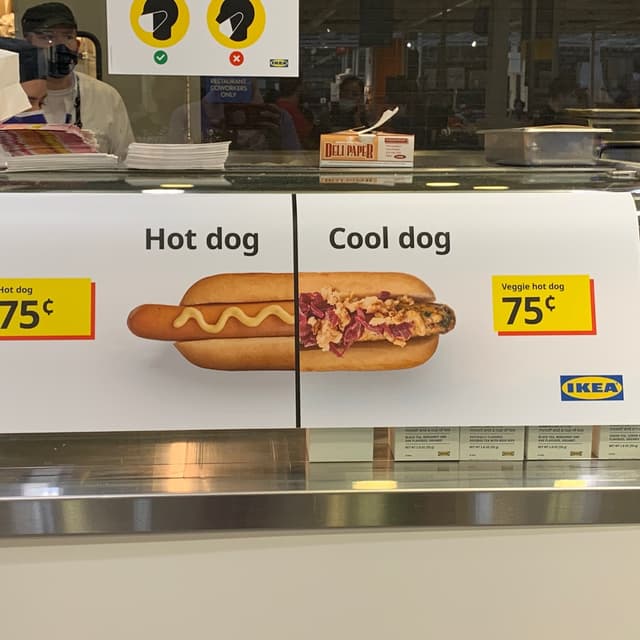 IKEA
RESTAURANT
COWORKERS
ONLY
DELI PAPER
Hot dog
Cool dog
Hot dog
75¢
Veggie hot dog
75¢
IKEA